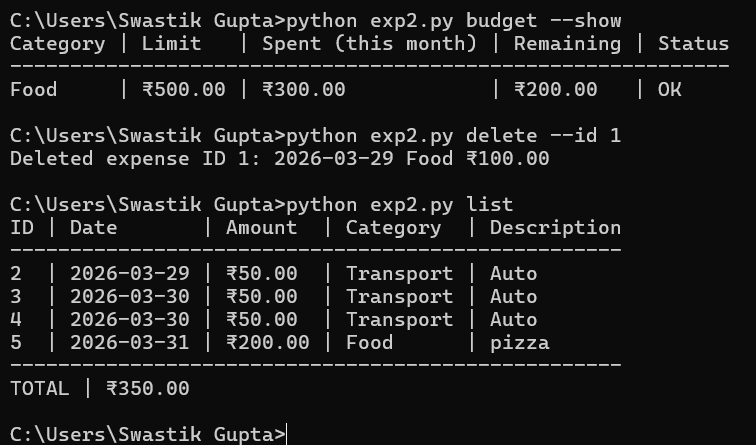 C:\Users\Swastik Gupta>python exp2.py budget --show
Category | Limit   | Spent (this month) | Remaining | Status
------------------------------------------------------------
Food     | ₹500.00 | ₹300.00            | ₹200.00   | OK
C:\Users\Swastik Gupta>python exp2.py delete --id 1
Deleted expense ID 1: 2026-03-29 Food ₹100.00
C:\Users\Swastik Gupta>python exp2.py list
ID | Date       | Amount  | Category  | Description
---------------------------------------------------
2  | 2026-03-29 | ₹50.00  | Transport | Auto
3  | 2026-03-30 | ₹50.00  | Transport | Auto
4  | 2026-03-30 | ₹50.00  | Transport | Auto
5  | 2026-03-31 | ₹200.00 | Food      | pizza
---------------------------------------------------
TOTAL | ₹350.00
C:\Users\Swastik Gupta>